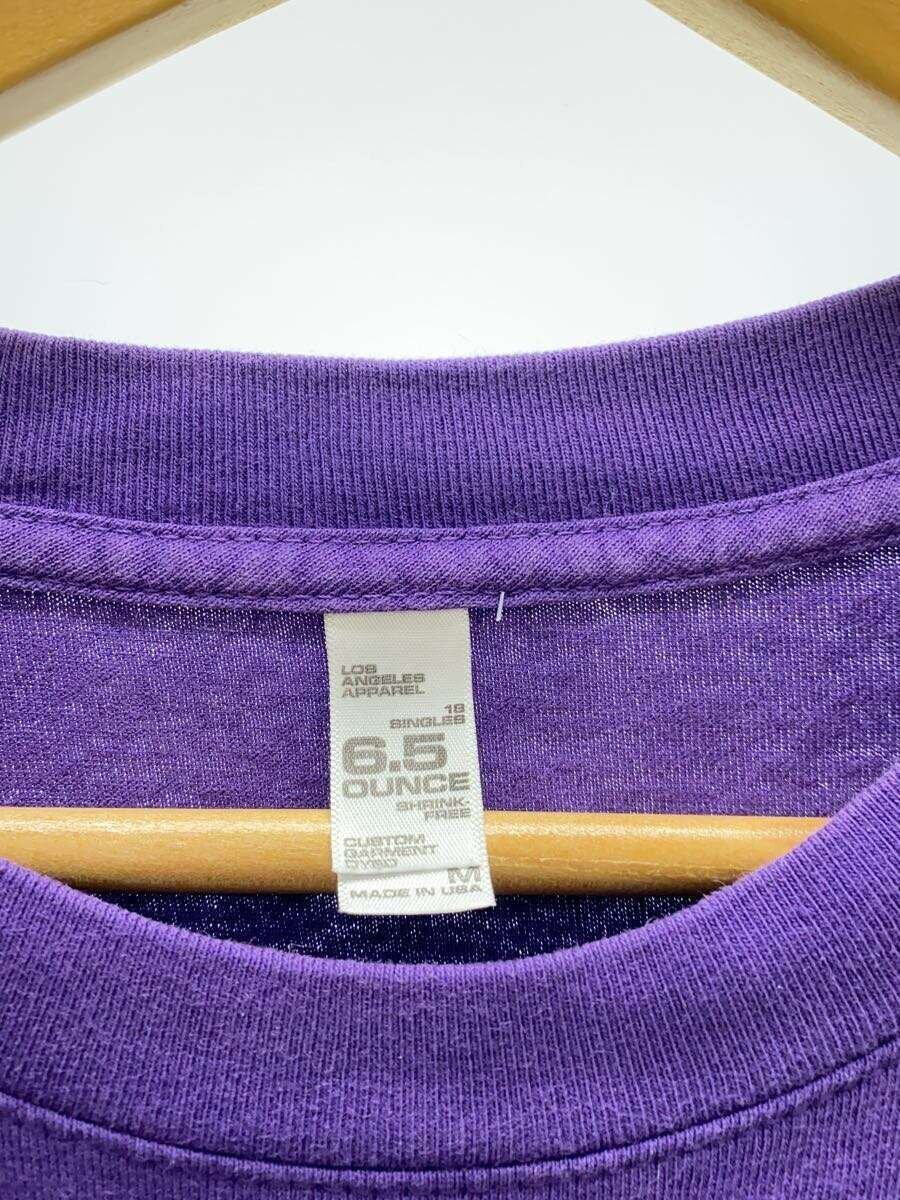 LOS
ANGELES
APPAREL
18
SINGLES
6.5
OUNCE
SHRINK-
FREE
CUSTOM
GARMENT
DYED
M
MADE IN USA